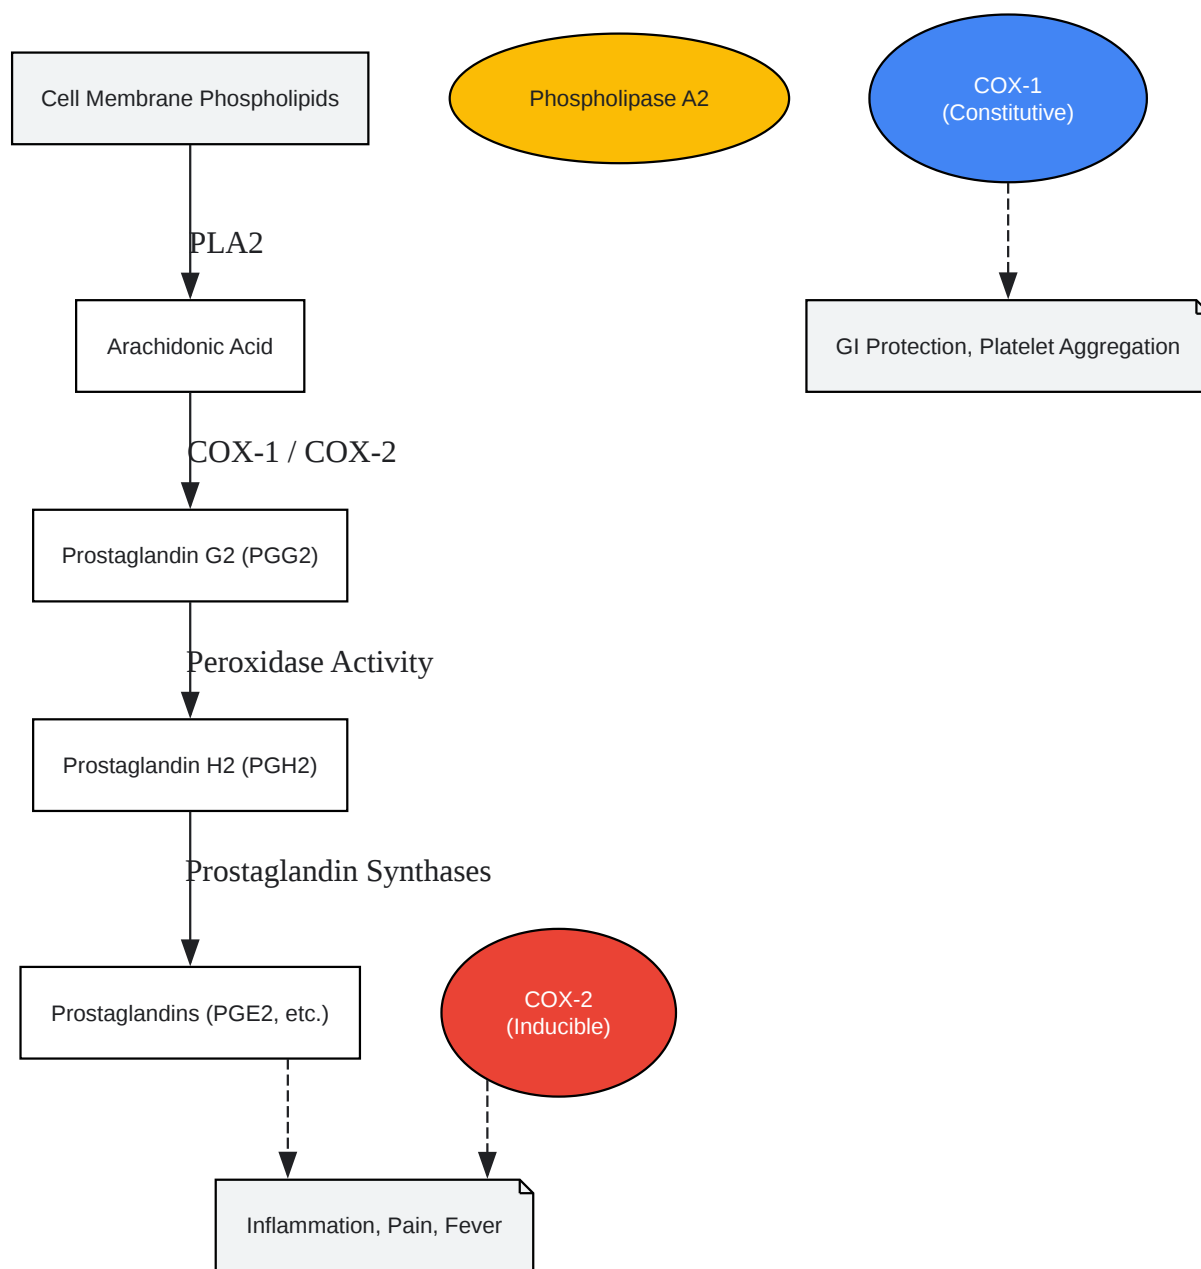 Cell Membrane Phospholipids
Phospholipase A2
COX-1
(Constitutive)
PLA2
Arachidonic Acid
GI Protection, Platelet Aggregation
COX-1 / COX-2
Prostaglandin G2 (PGG2)
Peroxidase Activity
Prostaglandin H2 (PGH2)
Prostaglandin Synthases
Prostaglandins (PGE2, etc.)
COX-2
(Inducible)
Inflammation, Pain, Fever